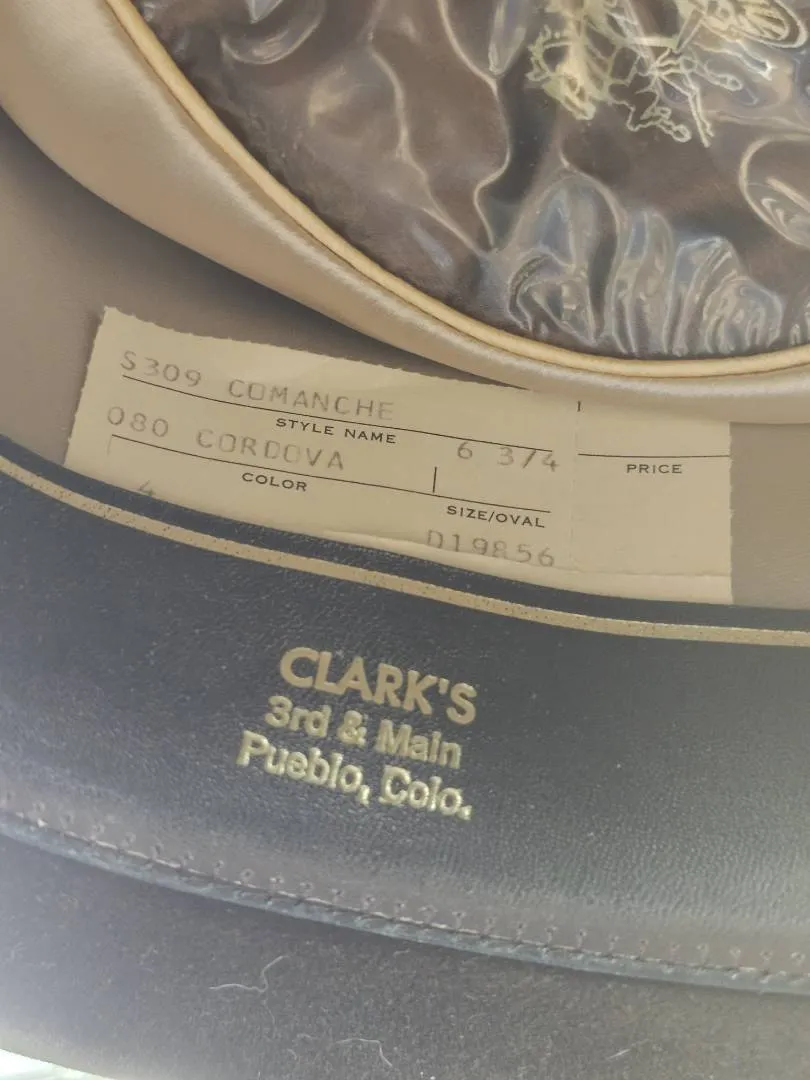 S309 COMANCHE
STYLE NAME
6 3/4
PRICE
080 CORDOVA
COLOR
SIZE/OVAL
4
D19856
CLARK'S
3rd & Main
Pueblo, Colo.